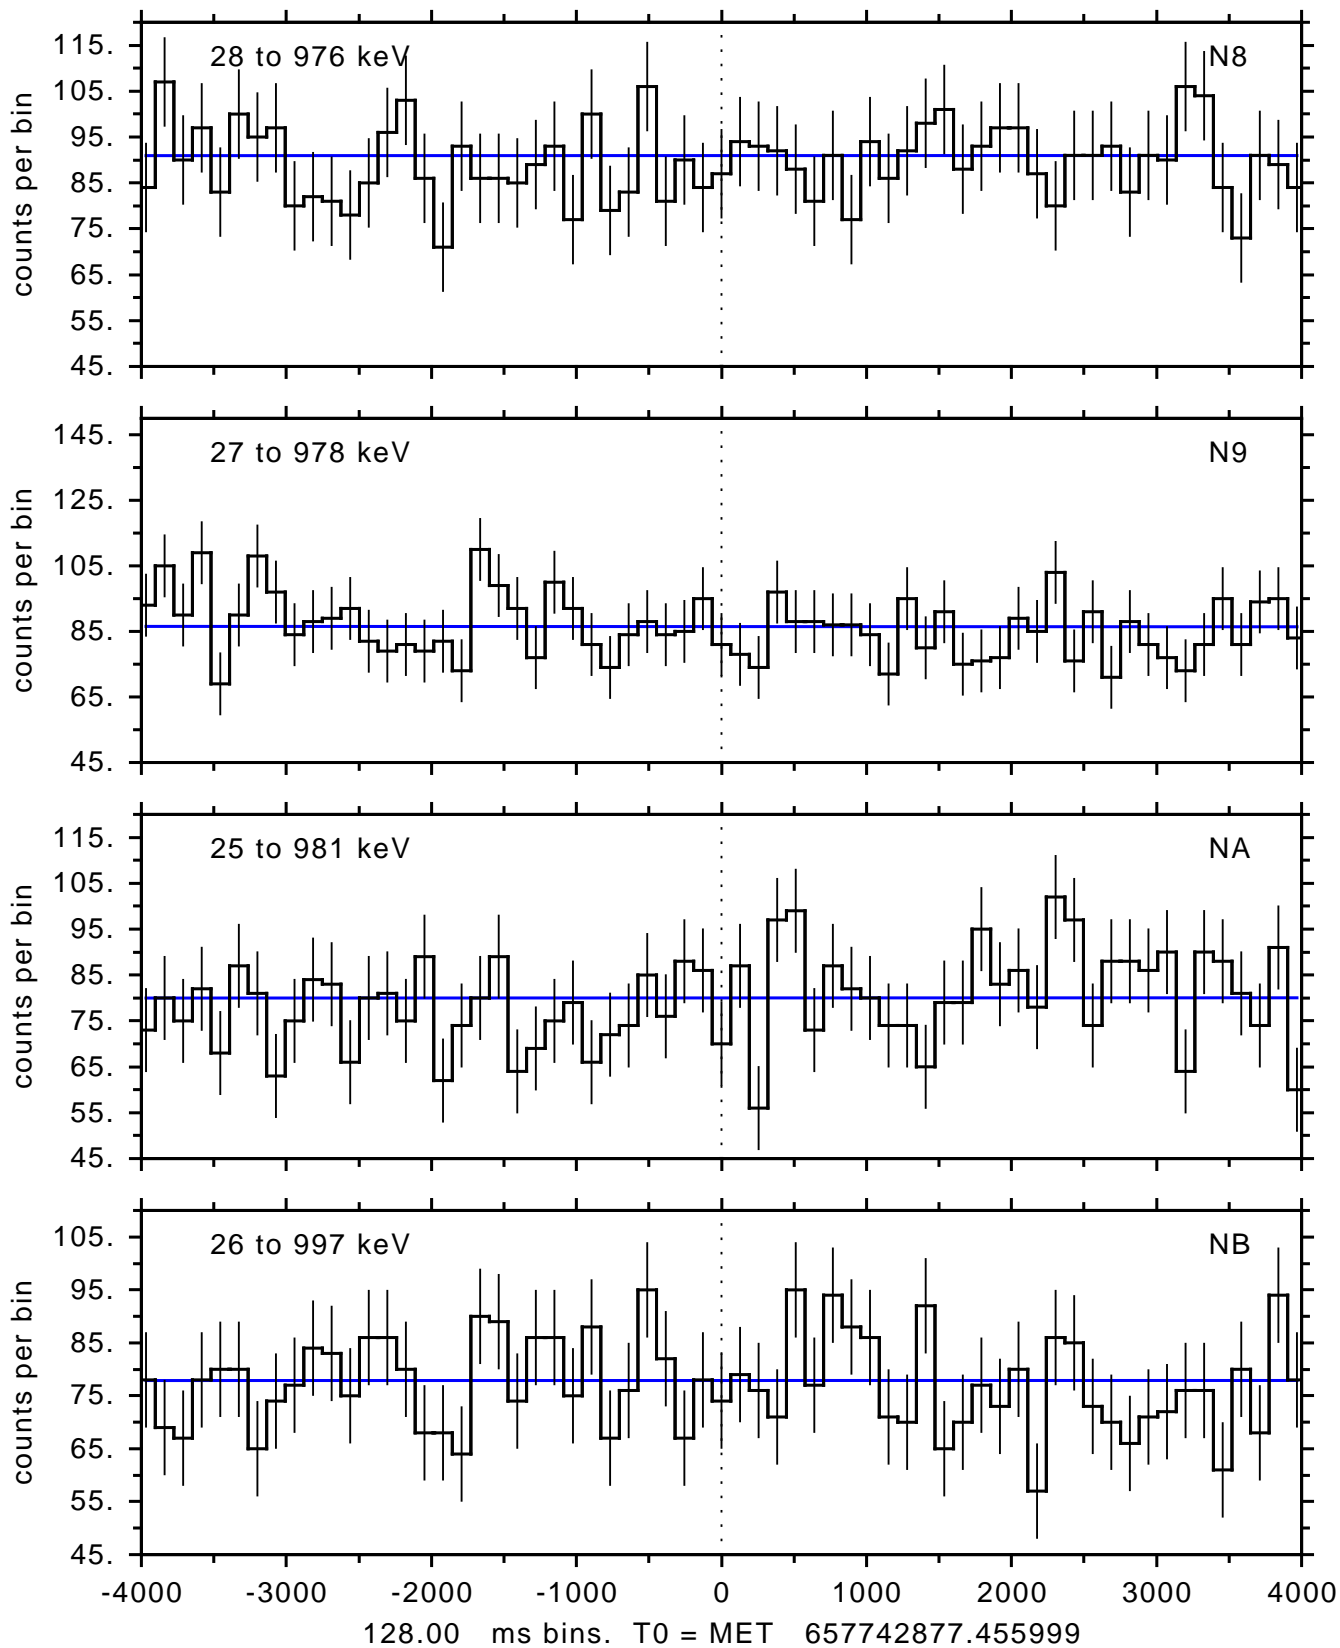 115.
28 to 976 keV N8
105.
95.
85.
75.
65.
55.
45.
counts per bin
145.
27 to 978 keV N9
125.
105.
85.
65.
45.
counts per bin
115.
25 to 981 keV NA
105.
95.
85.
75.
65.
55.
45.
counts per bin
105.
26 to 997 keV NB
95.
85.
75.
65.
55.
45.
counts per bin
-4000 -3000 -2000 -1000 0 1000 2000 3000 4000
128.00 ms bins. T0 = MET 657742877.455999